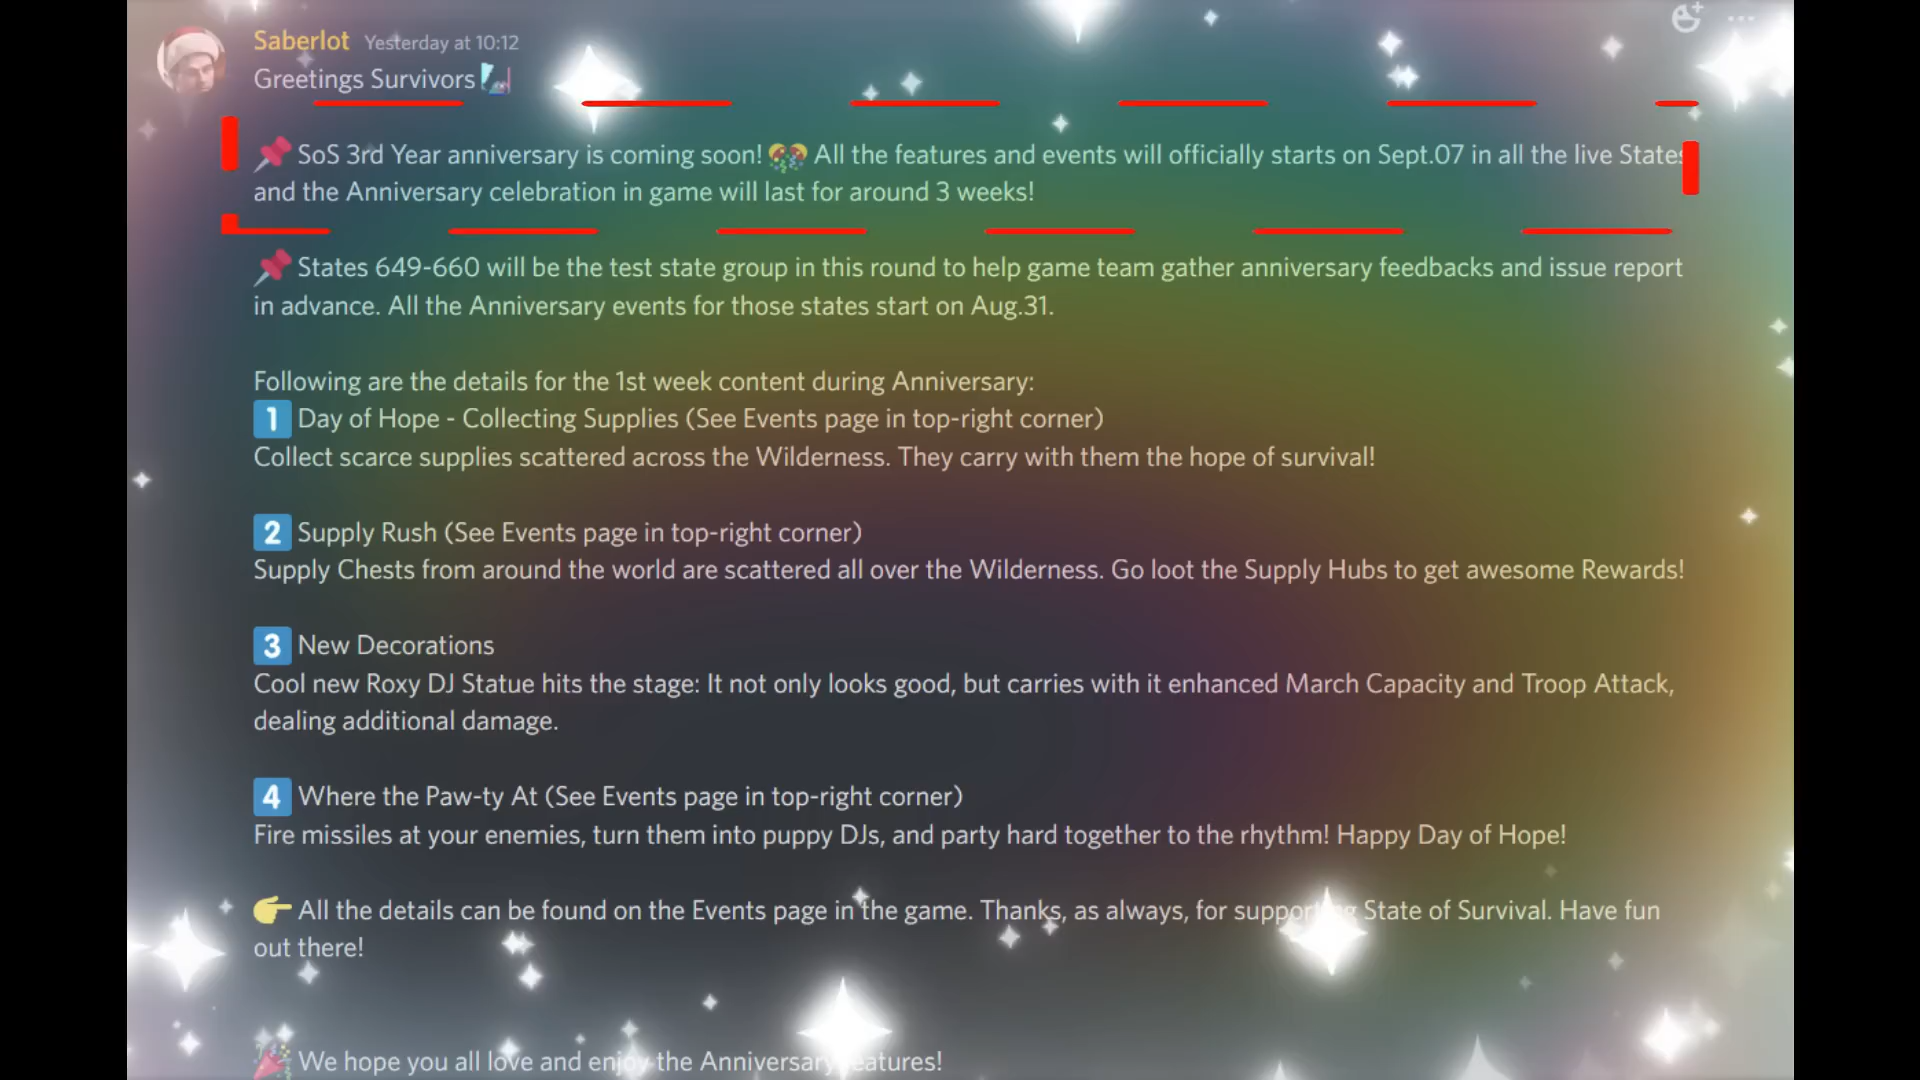 Saberlot Yesterday at 10:12
Greetings Survivors
SoS 3rd Year anniversary is coming soon! All the features and events will officially starts on Sept.07 in all the live States
and the Anniversary celebration in game will last for around 3 weeks!
States 649-660 will be the test state group in this round to help game team gather anniversary feedbacks and issue report
in advance. All the Anniversary events for those states start on Aug.31.
Following are the details for the 1st week content during Anniversary:
1 Day of Hope - Collecting Supplies (See Events page in top-right corner)
Collect scarce supplies scattered across the Wilderness. They carry with them the hope of survival!
2 Supply Rush (See Events page in top-right corner)
Supply Chests from around the world are scattered all over the Wilderness. Go loot the Supply Hubs to get awesome Rewards!
3 New Decorations
Cool new Roxy DJ Statue hits the stage: It not only looks good, but carries with it enhanced March Capacity and Troop Attack,
dealing additional damage.
4 Where the Paw-ty At (See Events page in top-right corner)
Fire missiles at your enemies, turn them into puppy DJs, and party hard together to the rhythm! Happy Day of Hope!
All the details can be found on the Events page in the game. Thanks, as always, for supporting State of Survival. Have fun
out there!
We hope you all love and enjoy the Anniversary features!